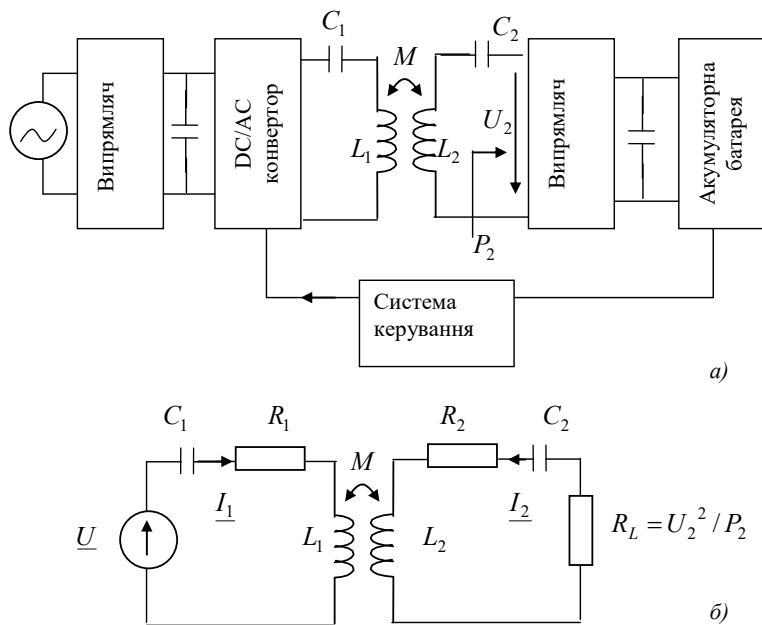 C₁
C₂
M
Випрямляч
DC/AC
конвертор
L₁
L₂
U₂
P₂
Випрямляч
Акумуляторна
батарея
Система
керування
а)
C₁
R₁
R₂
C₂
M
U
I₁
L₁
L₂
I₂
R_L = U₂² / P₂
б)